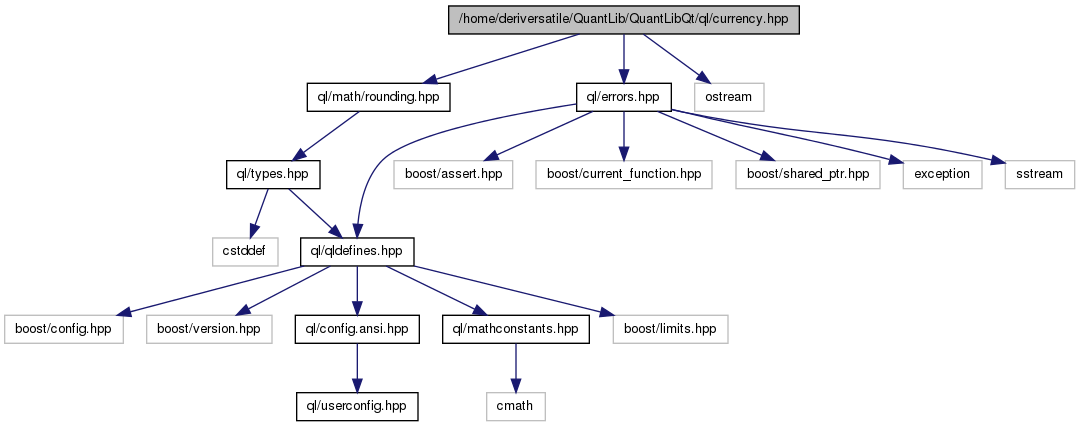 /home/deriversatile/QuantLib/QuantLibQt/ql/currency.hpp
ql/math/rounding.hpp
ql/errors.hpp
ostream
ql/types.hpp
boost/assert.hpp
boost/current_function.hpp
boost/shared_ptr.hpp
exception
sstream
cstddef
ql/qldefines.hpp
boost/config.hpp
boost/version.hpp
ql/config.ansi.hpp
ql/mathconstants.hpp
boost/limits.hpp
ql/userconfig.hpp
cmath